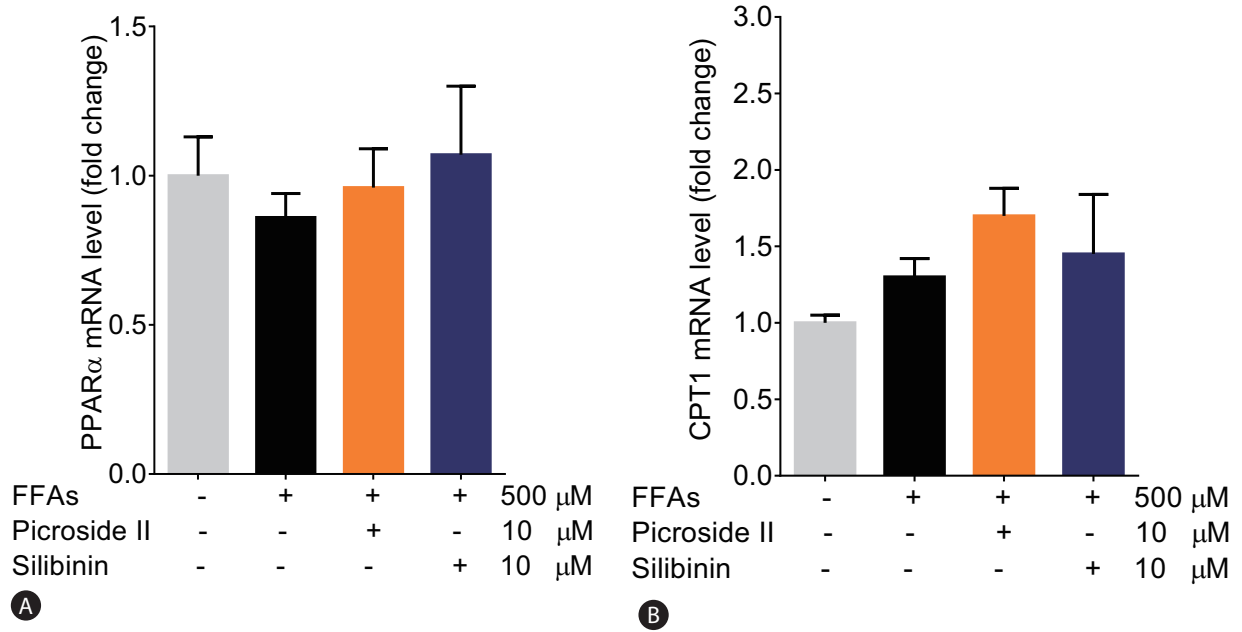 PPARα mRNA level (fold change)
1.5
1.0
0.5
0.0
FFAs - + + + 500 μM
Picroside II - - + - 10 μM
Silibinin - - - + 10 μM
A
CPT1 mRNA level (fold change)
3.0
2.5
2.0
1.5
1.0
0.5
0.0
FFAs - + + + 500 μM
Picroside II - - + - 10 μM
Silibinin - - - + 10 μM
B